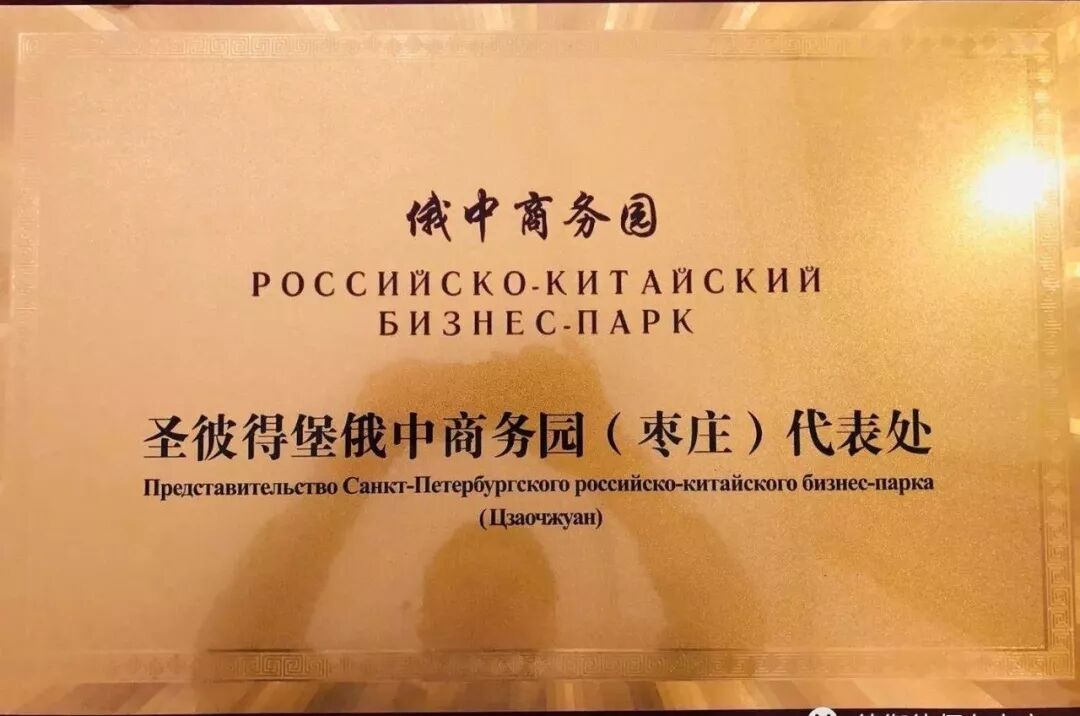 俄中商务园
РОССИЙСКО-КИТАЙСКИЙ
БИЗНЕС-ПАРК
圣彼得堡俄中商务园（枣庄）代表处
Представительство Санкт-Петербургского российско-китайского бизнес-парка
(Цзаочжуан)